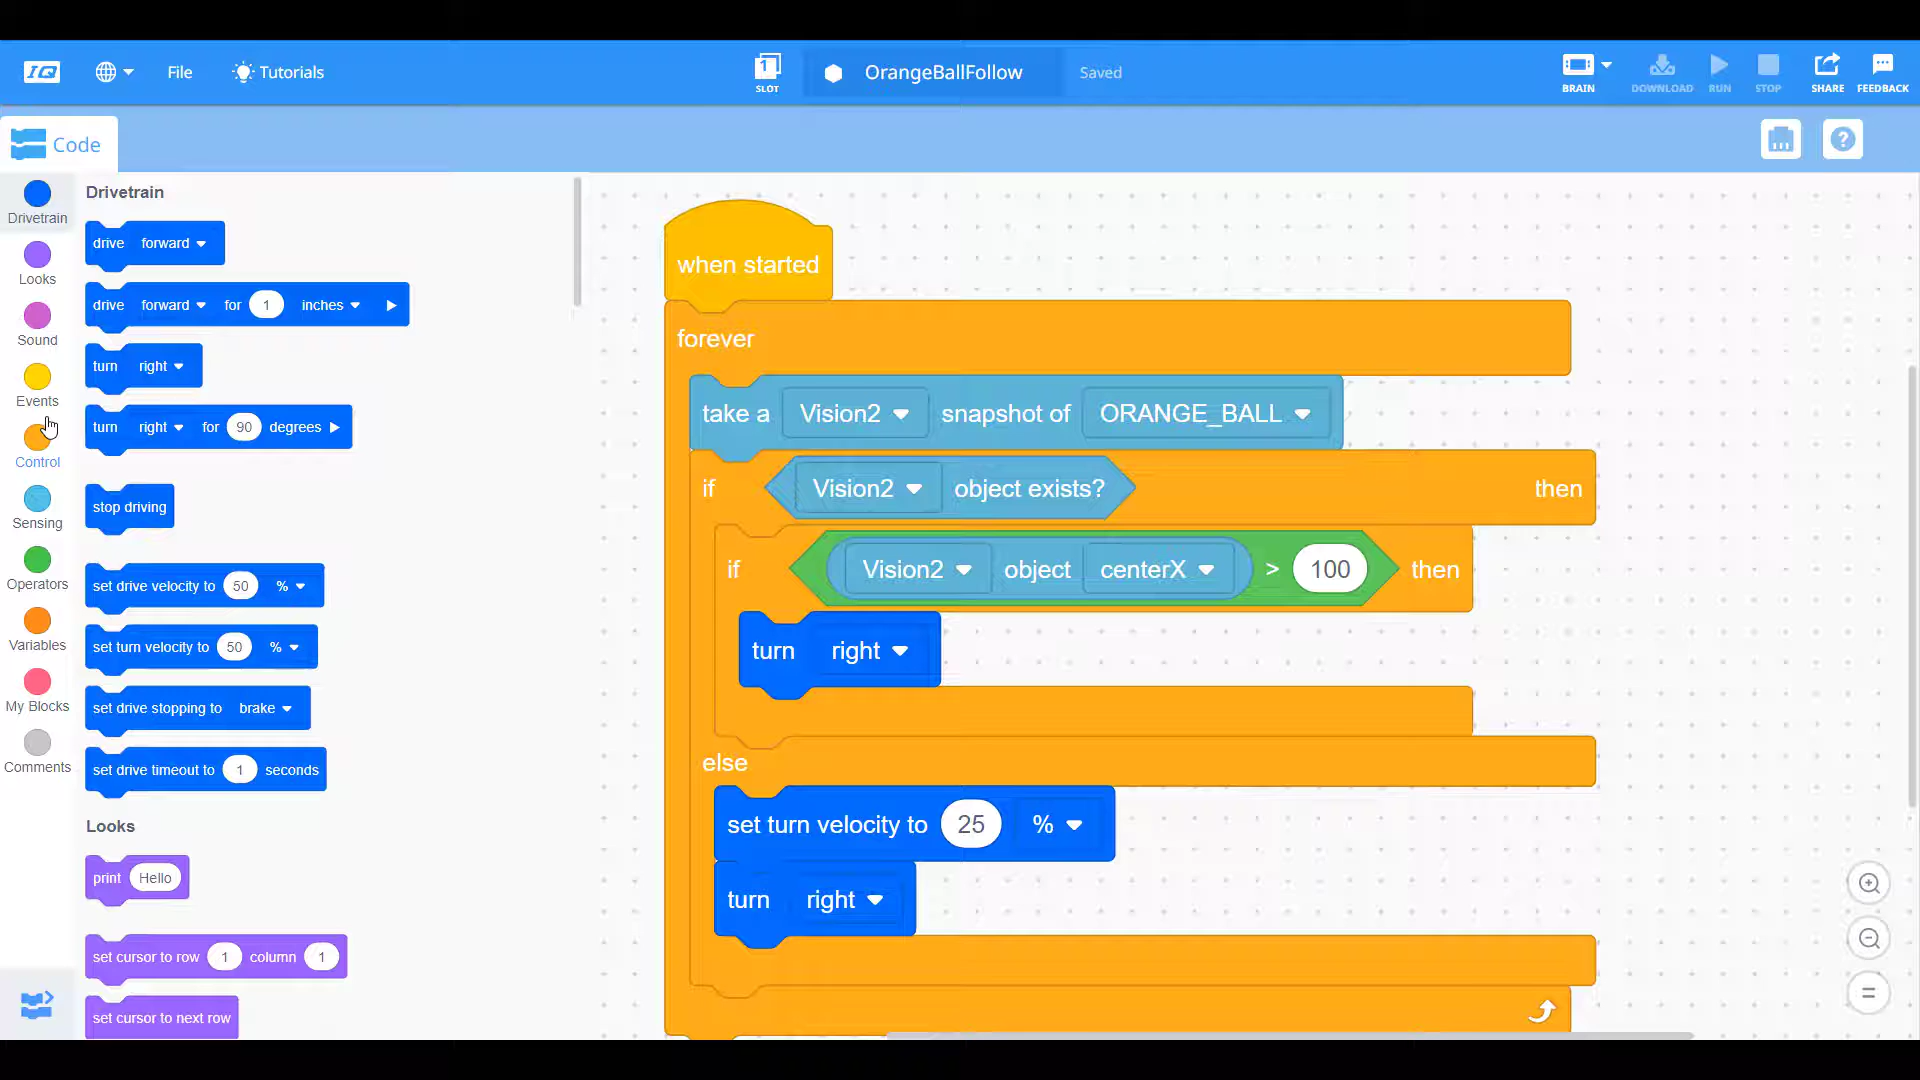 IQ File Tutorials 1 SLOT OrangeBallFollow Saved BRAIN DOWNLOAD RUN STOP SHARE FEEDBACK
Code ?
Drivetrain
Looks
Sound
Events
Control
Sensing
Operators
Variables
My Blocks
Comments
Drivetrain
drive forward
drive forward for 1 inches
turn right
turn right for 90 degrees
stop driving
set drive velocity to 50 %
set turn velocity to 50 %
set drive stopping to brake
set drive timeout to 1 seconds
Looks
print Hello
set cursor to row 1 column 1
set cursor to next row
when started
forever
take a Vision2 snapshot of ORANGE_BALL
if Vision2 object exists? then
if Vision2 object centerX > 100 then
turn right
else
set turn velocity to 25 %
turn right